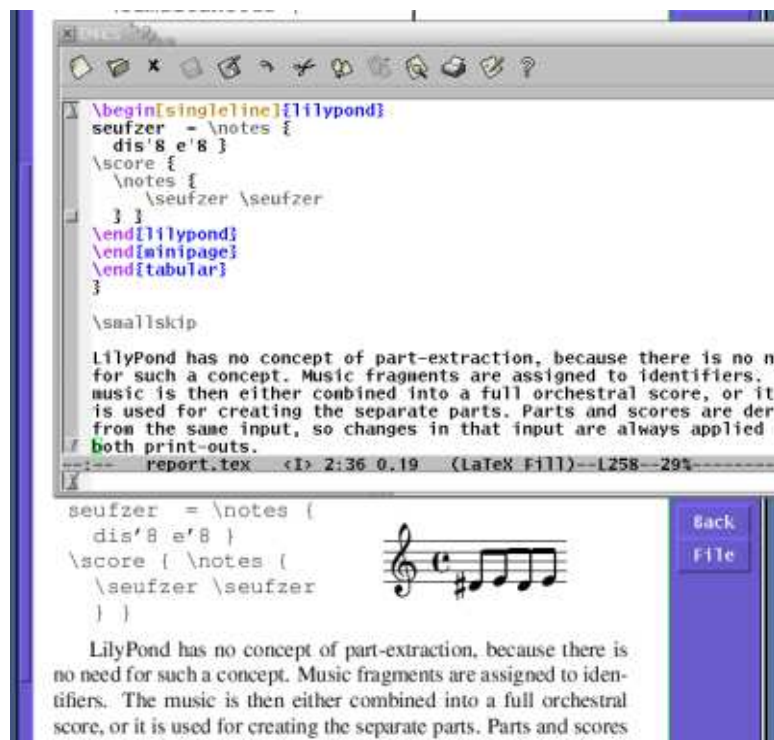 \begin[singleline]{lilypond}
seufzer = \notes {
dis'8 e'8 }
\score {
\notes {
\seufzer \seufzer
} }
\end{lilypond}
\end{minipage}
\end{tabular}
}
\smallskip
LilyPond has no concept of part-extraction, because there is no n
for such a concept. Music fragments are assigned to identifiers.
music is then either combined into a full orchestral score, or it
is used for creating the separate parts. Parts and scores are der
from the same input, so changes in that input are always applied
both print-outs.
--:-- report.tex <I> 2:36 0.19 (LaTeX Fill)--L258--29%--------
seufzer = \notes {
dis'8 e'8 }
\score { \notes {
\seufzer \seufzer
} }
Back
File
LilyPond has no concept of part-extraction, because there is
no need for such a concept. Music fragments are assigned to iden-
tifiers. The music is then either combined into a full orchestral
score, or it is used for creating the separate parts. Parts and scores